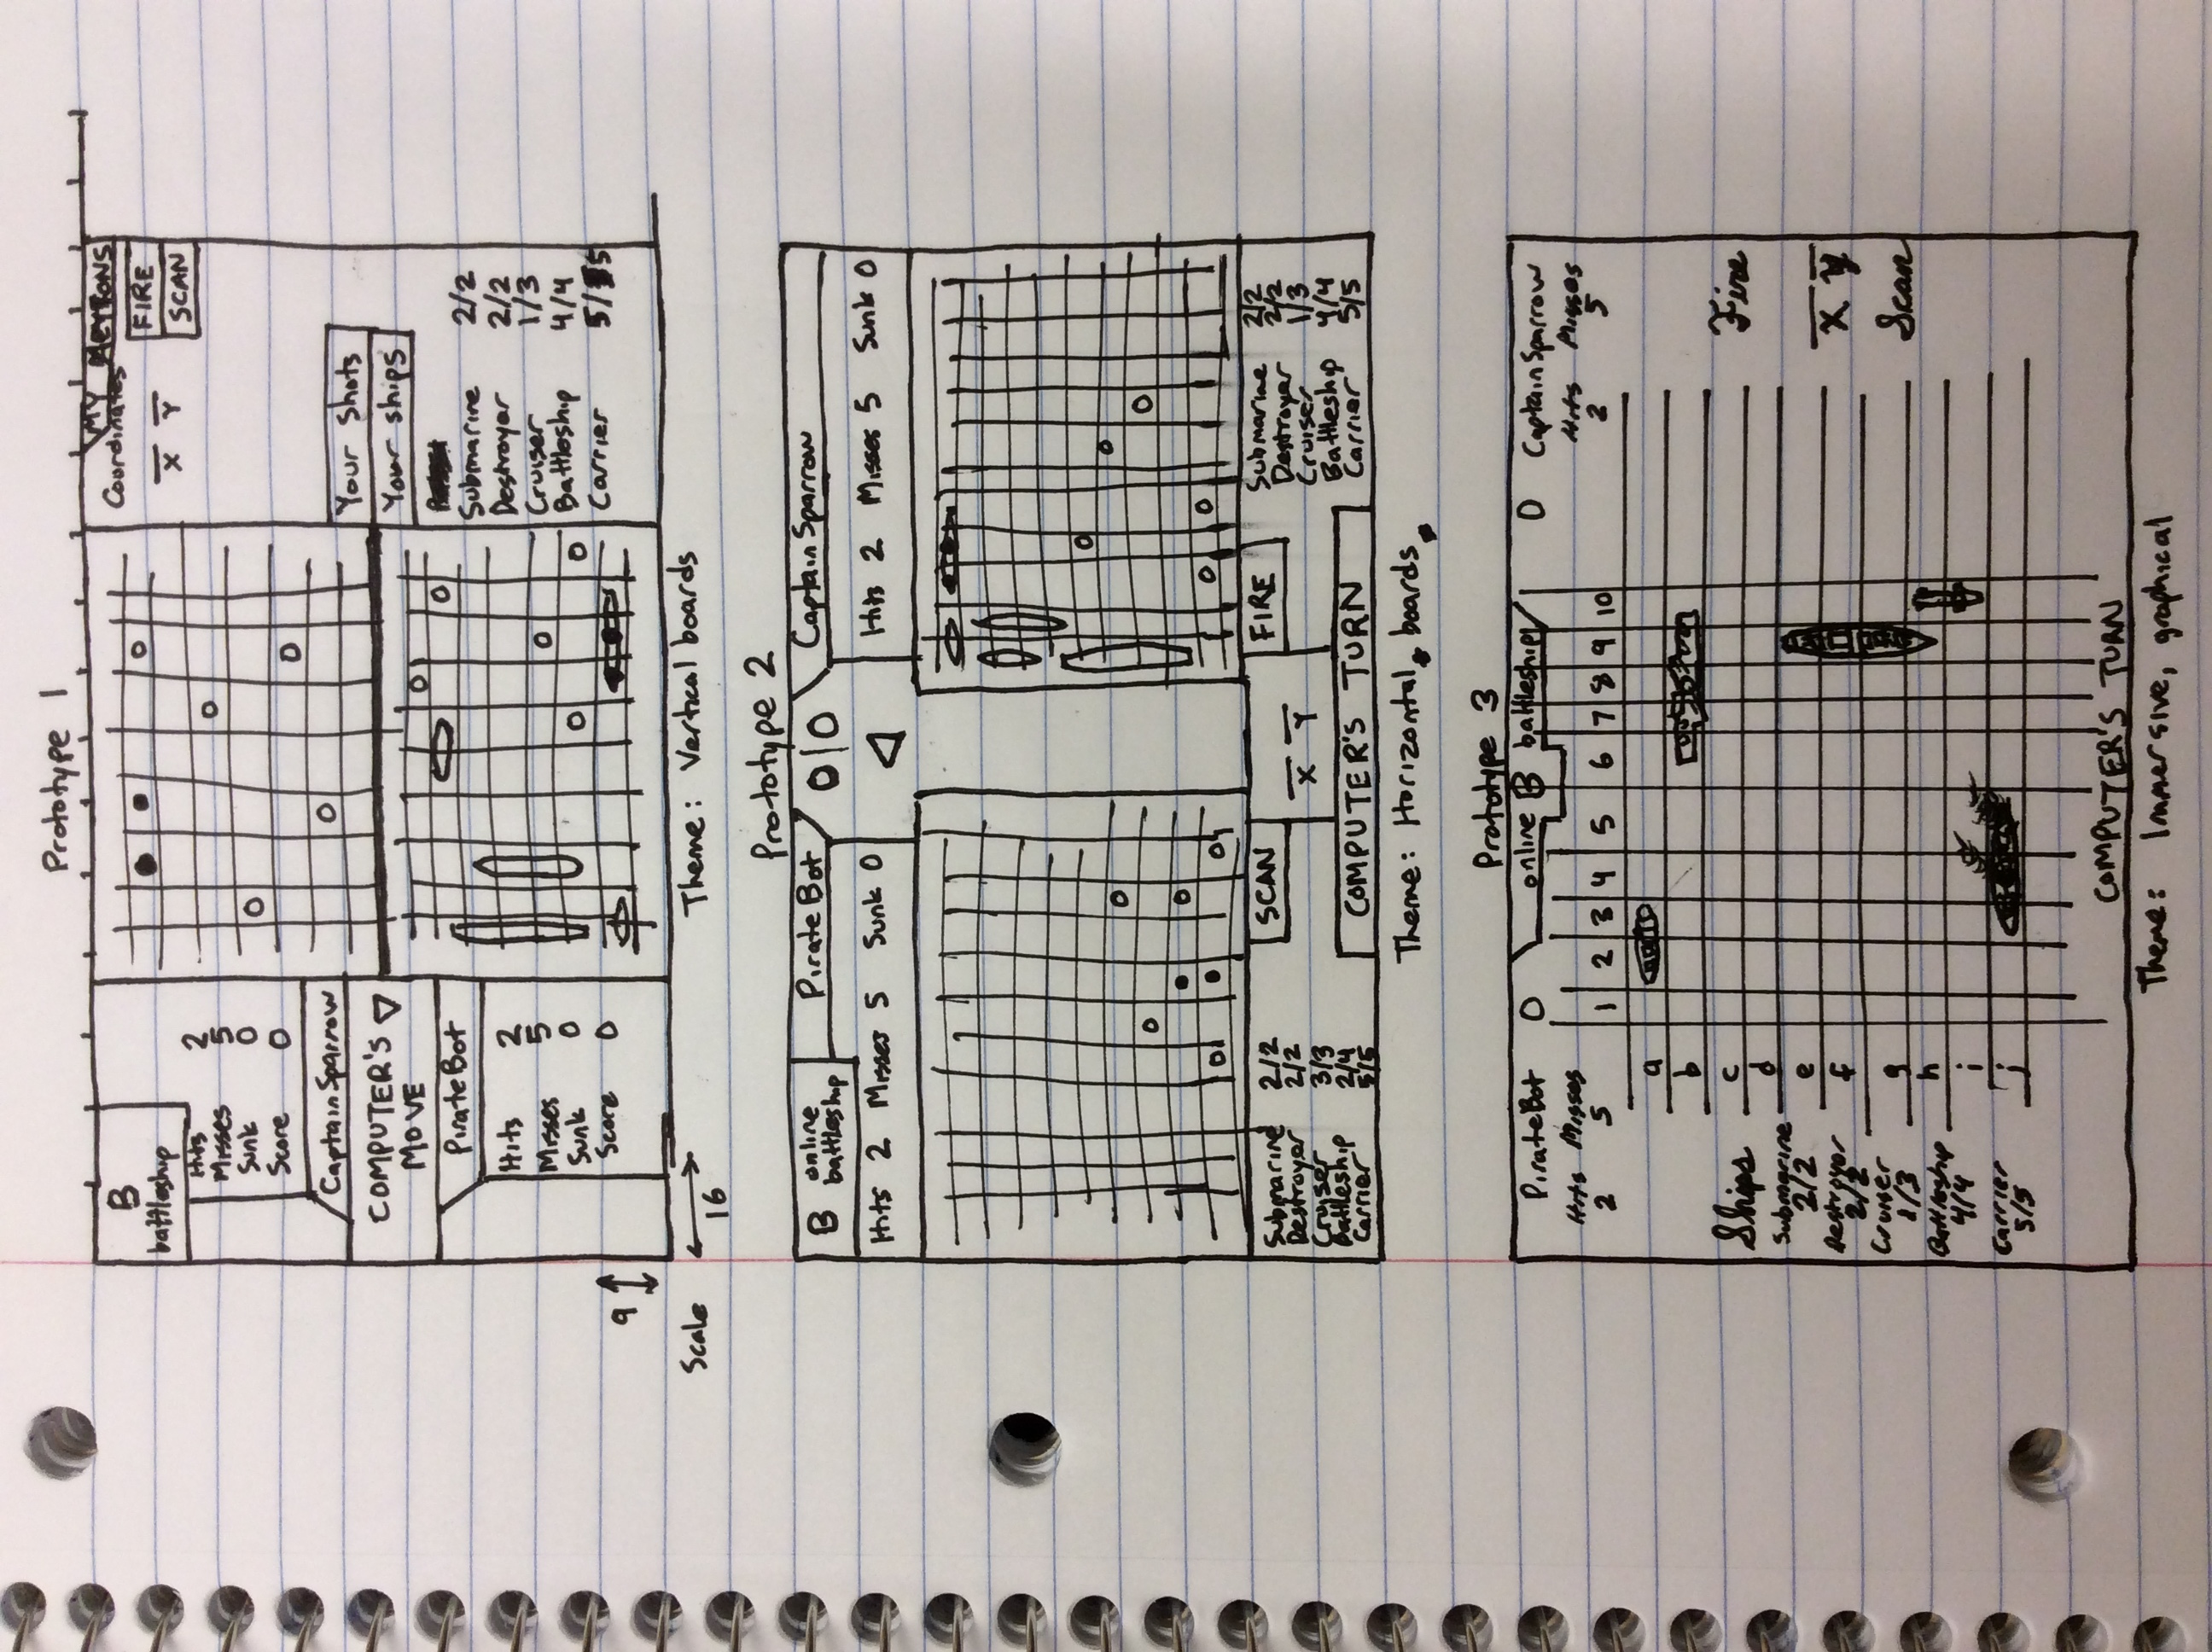 Prototype 1
B
battleship
Hits 2
Misses 5
Sunk 0
Score 0
Captain Sparrow
COMPUTER'S
MOVE
PirateBot
Hits 2
Misses 5
Sunk 0
Score 0
MY
Coordinates
X Y
FIRE
SCAN
Your Shots
Your ships
Submarine 2/2
Destroyer 2/2
Cruiser 1/3
Battleship 4/4
Carrier 5/5
9
Scale
16
Theme: Vertical boards
Prototype 2
B online
battleship
PirateBot
0|0
Captain Sparrow
Hits 2 Misses 5 Sunk 0
Hits 2 Misses 5 Sunk 0
Submarine 2/2
Destroyer 2/2
Cruiser 3/3
Battleship 2/4
Carrier 5/5
SCAN
X Y
FIRE
COMPUTER'S TURN
Submarine 2/2
Destroyer 2/2
Cruiser 1/3
Battleship 4/4
Carrier 5/5
Theme: Horizontal boards
Prototype 3
PirateBot 0
online B battleship
0 Captain Sparrow
Hits Misses
2 5
Hits Misses
2 5
1 2 3 4 5 6 7 8 9 10
a
b
c
d
e
f
g
h
i
j
Ships
Submarine
2/2
Destroyer
2/2
Cruiser
1/3
Battleship
4/4
Carrier
5/5
Fire
X Y
Scan
COMPUTER'S TURN
Theme: Immersive, graphical